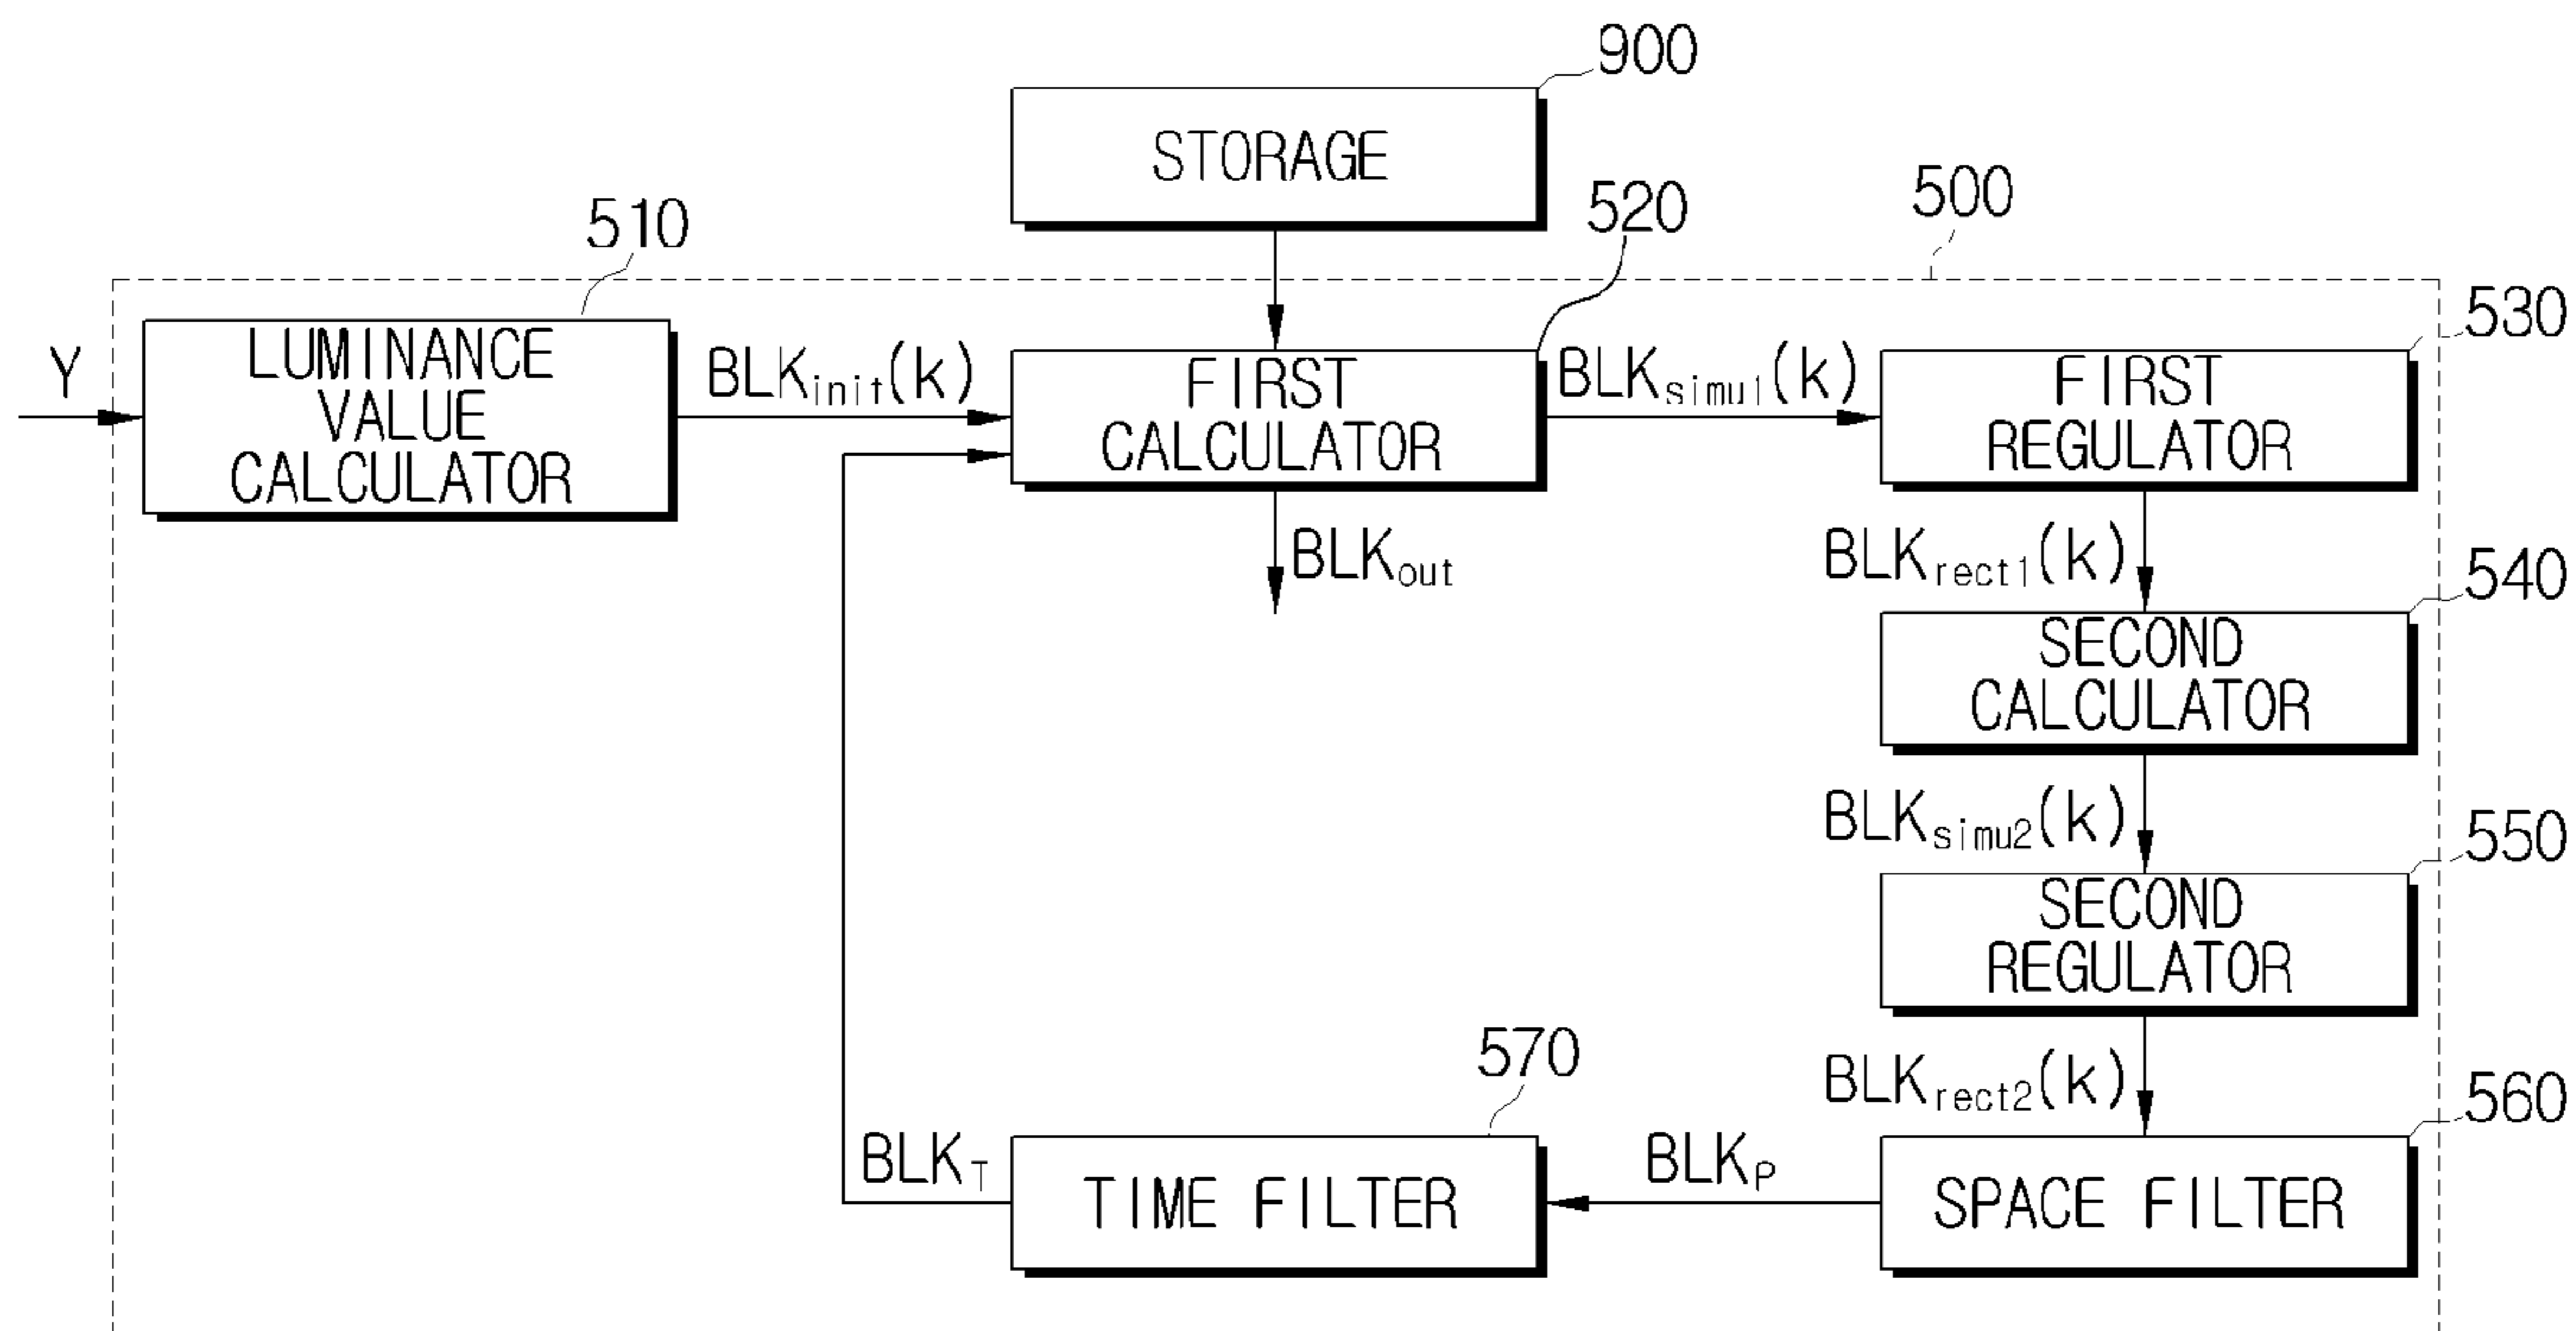 900
STORAGE
500
510
520
530
Y
LUMINANCE
VALUE
CALCULATOR
BLKinit(k)
FIRST
CALCULATOR
BLKsimu1(k)
FIRST
REGULATOR
BLKout
BLKrect1(k)
540
SECOND
CALCULATOR
BLKsimu2(k)
550
SECOND
REGULATOR
570
BLKrect2(k)
560
BLKT
TIME FILTER
BLKP
SPACE FILTER